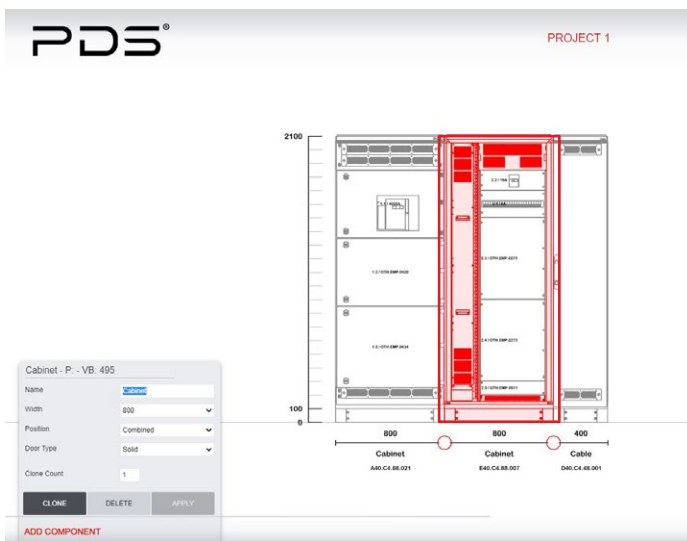 PDS®
PROJECT 1
2100
100
0
800 800 400
Cabinet Cabinet Cable
A40.C4.88.021 E40.C4.88.007 D40.C4.48.001
Cabinet - P: - VB: 495
Name Cabinet
Width 800
Position Combined
Door Type Solid
Clone Count 1
CLONE DELETE APPLY
ADD COMPONENT